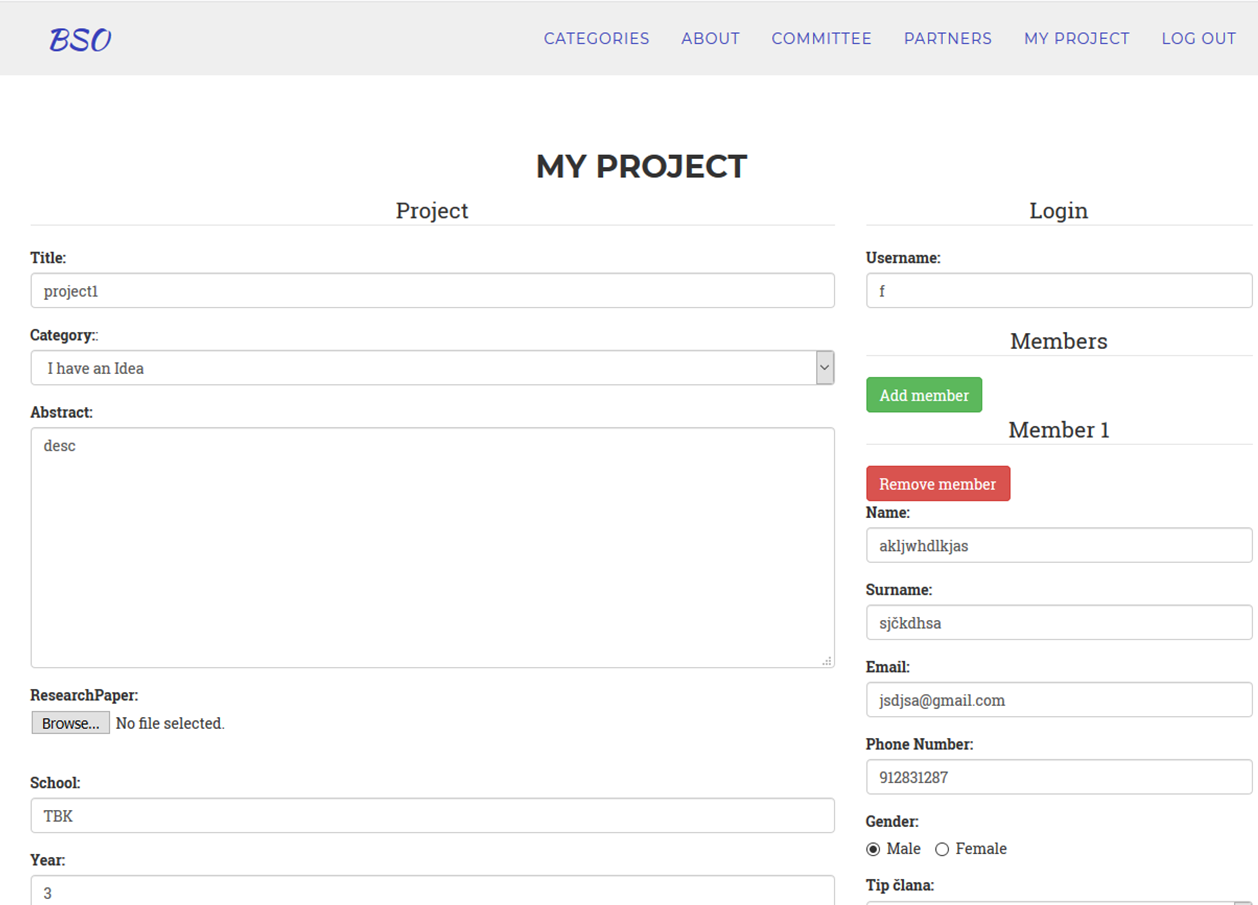 BSO
CATEGORIES ABOUT COMMITTEE PARTNERS MY PROJECT LOG OUT
MY PROJECT
Project
Title:
project1
Category::
I have an Idea
Abstract:
desc
ResearchPaper:
Browse... No file selected.
School:
TBK
Year:
3
Login
Username:
f
Members
Add member
Member 1
Remove member
Name:
akljwhdlkjas
Surname:
sjčkdhsa
Email:
jsdjsa@gmail.com
Phone Number:
912831287
Gender:
Male Female
Tip člana: